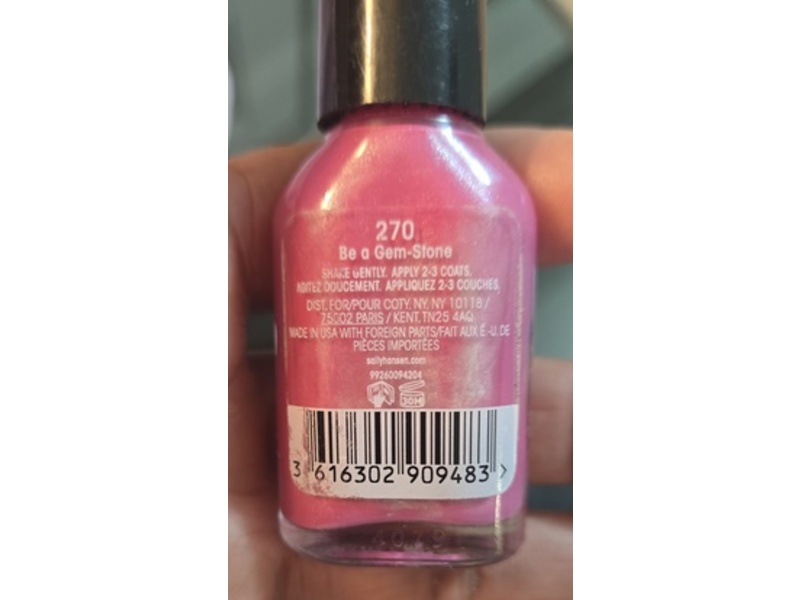 270
Be a Gem-Stone
SHAKE GENTLY. APPLY 2-3 COATS.
AGITEZ DOUCEMENT. APPLIQUEZ 2-3 COUCHES.
DIST. FOR/POUR COTY, NY, NY 10118/
75002 PARIS / KENT, TN25 4AQ
MADE IN USA WITH FOREIGN PARTS/FAIT AUX É.-U. DE
PIÈCES IMPORTÉES
sallyhansen.com
99260094204
30M
3 616302 909483 >